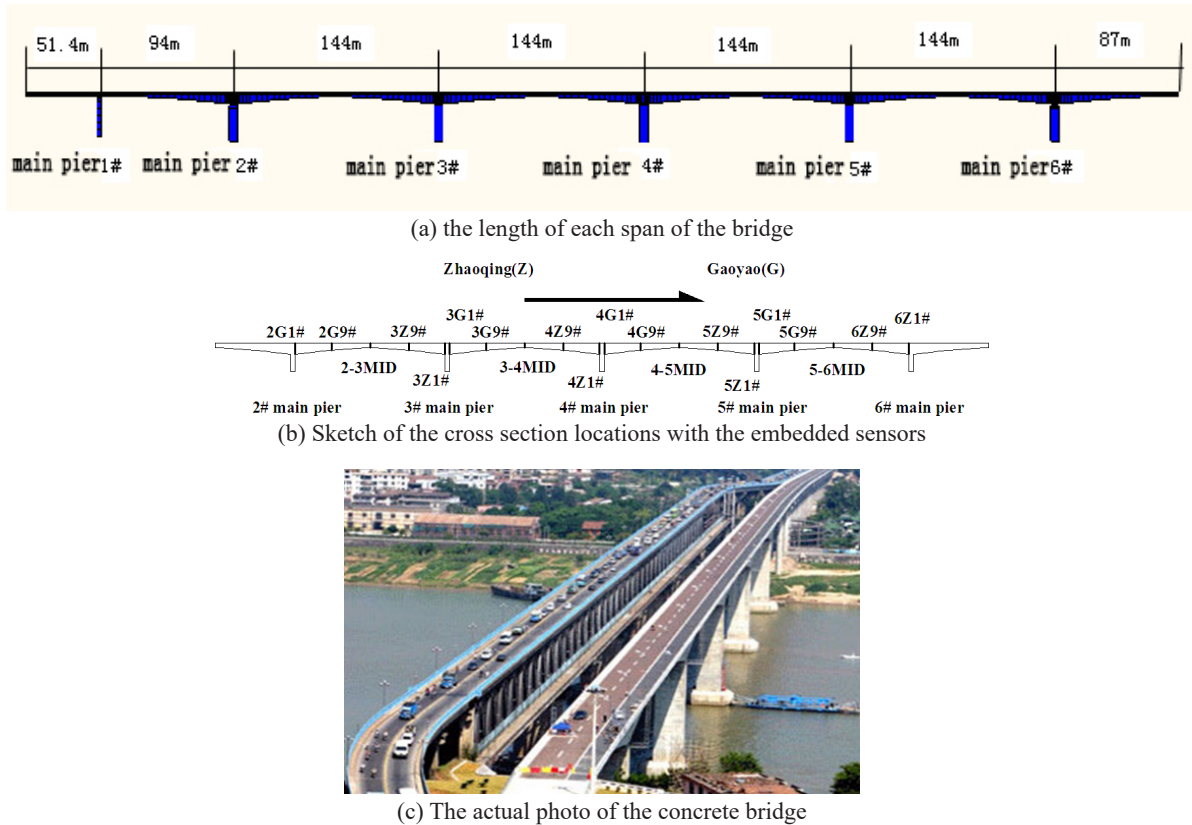 51.4m 94m 144m 144m 144m 144m 87m
main pier1# main pier2# main pier3# main pier 4# main pier5# main pier6#
(a) the length of each span of the bridge
Zhaoqing(Z) Gaoyao(G)
3G1# 4G1# 5G1# 6Z1#
2G1# 2G9# 3Z9# 3G9# 4Z9# 4G9# 5Z9# 5G9# 6Z9#
2-3MID 3-4MID 4-5MID 5-6MID
3Z1# 4Z1# 5Z1#
2# main pier 3# main pier 4# main pier 5# main pier 6# main pier
(b) Sketch of the cross section locations with the embedded sensors
(c) The actual photo of the concrete bridge